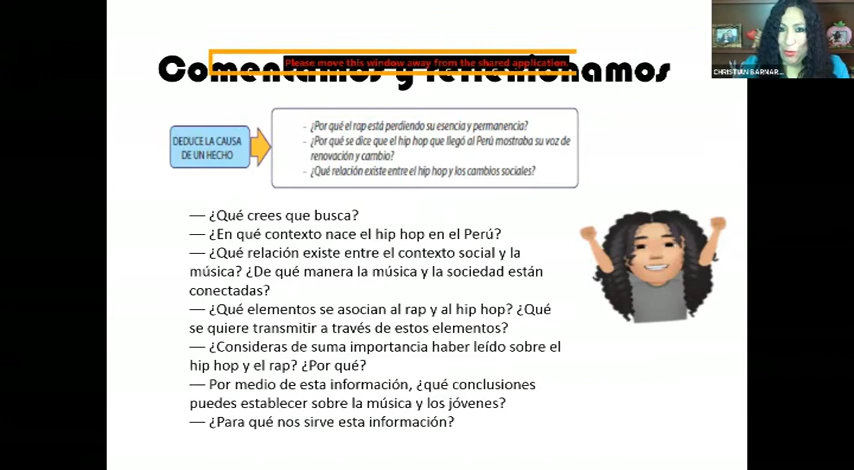 Comentamos y reflexionamos
Please move this window away from the shared application.
CHRISTIAN BARNAR...
DEDUCE LA CAUSA
DE UN HECHO
- ¿Por qué el rap está perdiendo su esencia y permanencia?
- ¿Por qué se dice que el hip hop que llegó al Perú mostraba su voz de
renovación y cambio?
- ¿Qué relación existe entre el hip hop y los cambios sociales?
— ¿Qué crees que busca?
— ¿En qué contexto nace el hip hop en el Perú?
— ¿Qué relación existe entre el contexto social y la
música? ¿De qué manera la música y la sociedad están
conectadas?
— ¿Qué elementos se asocian al rap y al hip hop? ¿Qué
se quiere transmitir a través de estos elementos?
— ¿Consideras de suma importancia haber leído sobre el
hip hop y el rap? ¿Por qué?
— Por medio de esta información, ¿qué conclusiones
puedes establecer sobre la música y los jóvenes?
— ¿Para qué nos sirve esta información?